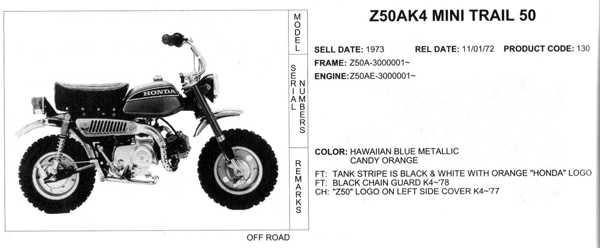 Z50AK4 MINI TRAIL 50
MODEL
SELL DATE: 1973 REL DATE: 11/01/72 PRODUCT CODE: 130
SERIAL NUMBERS
FRAME: Z50A-3000001~
ENGINE:Z50AE-3000001~
HONDA
REMARKS
COLOR: HAWAIIAN BLUE METALLIC
CANDY ORANGE
FT: TANK STRIPE IS BLACK & WHITE WITH ORANGE "HONDA" LOGO
FT: BLACK CHAIN GUARD K4~'78
CH: "Z50" LOGO ON LEFT SIDE COVER K4~'77
OFF ROAD